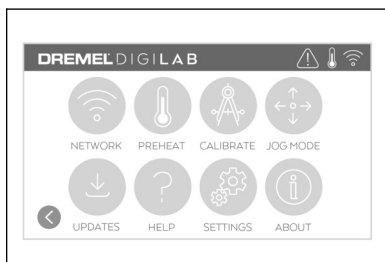 DREMEL DIGILAB
NETWORK PREHEAT CALIBRATE JOG MODE
UPDATES HELP SETTINGS ABOUT